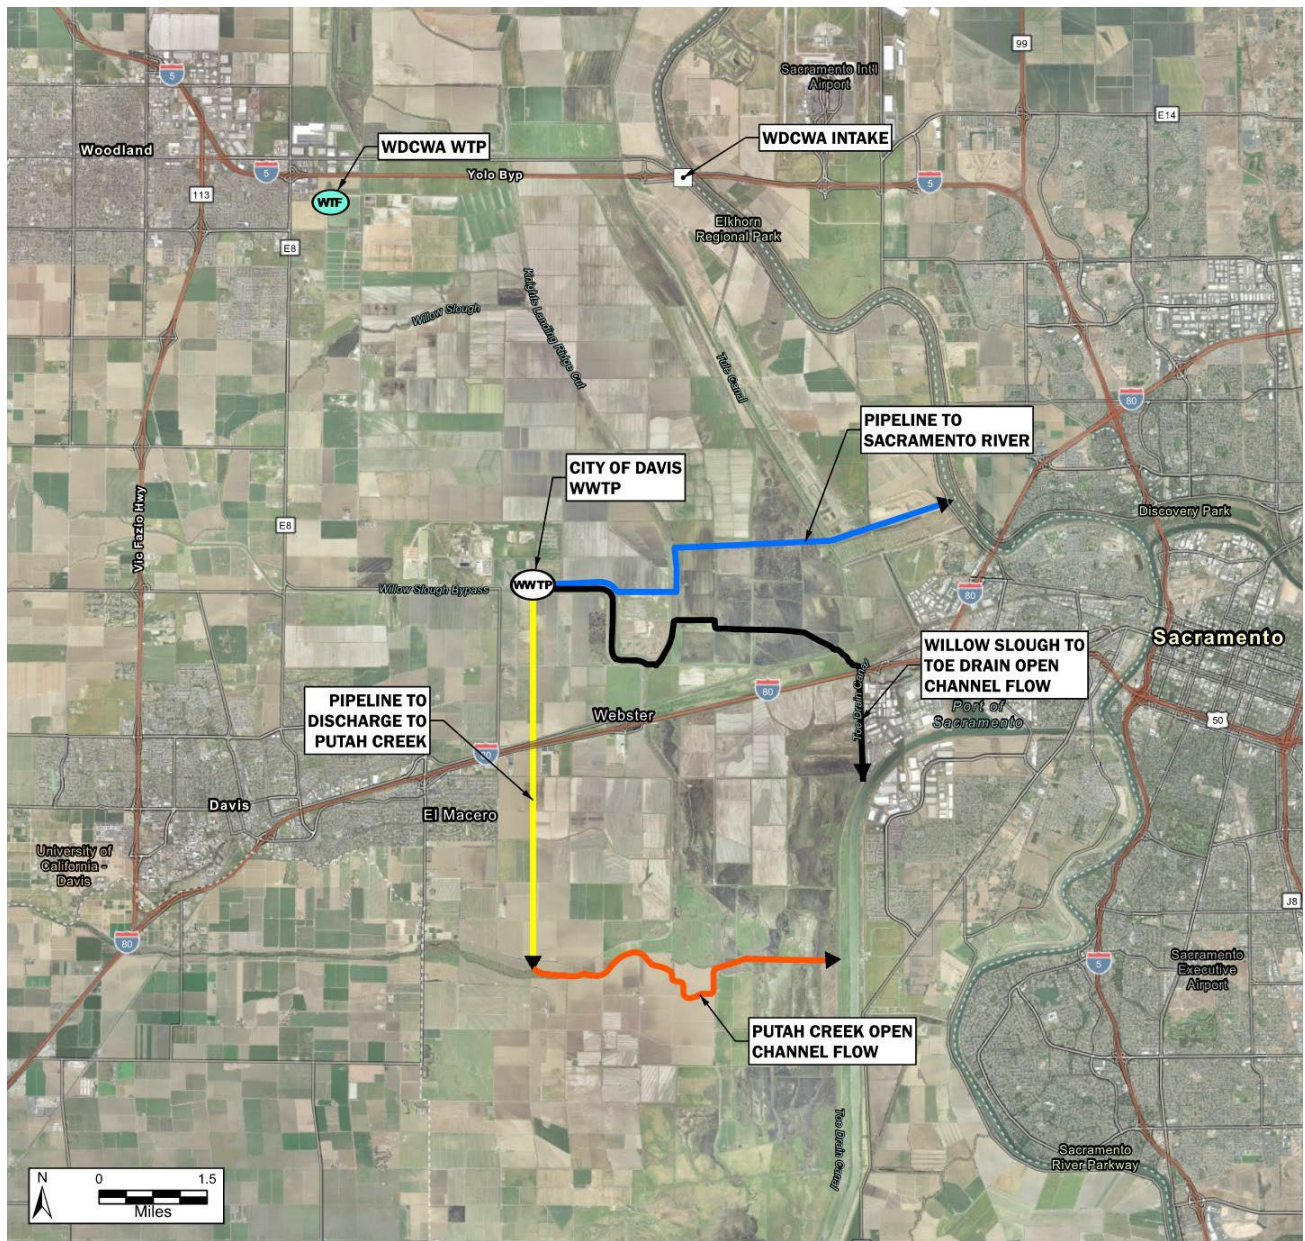 99
Sacramento Int'l
Airport
5
E14
WDCWA WTP
WDCWA INTAKE
Woodland
5
Yolo Byp
5
113
WTF
Elkhorn
Regional Park
E8
Knights Landing Ridge Cut
Willow Slough
Tule Canal
80
PIPELINE TO
SACRAMENTO RIVER
CITY OF DAVIS
WWTP
Vic Fazio Hwy
Discovery Park
E8
WWTP
Willow Slough Bypass
80
Sacramento
WILLOW SLOUGH TO
TOE DRAIN OPEN
CHANNEL FLOW
Toe Drain Canal
80
PIPELINE TO
DISCHARGE TO
PUTAH CREEK
Webster
Port of
Sacramento
50
80
Davis
El Macero
University of
California -
Davis
J8
80
5
Sacramento
Executive
Airport
PUTAH CREEK OPEN
CHANNEL FLOW
Toe Drain Canal
Sacramento
River Parkway
N
0 1.5
Miles